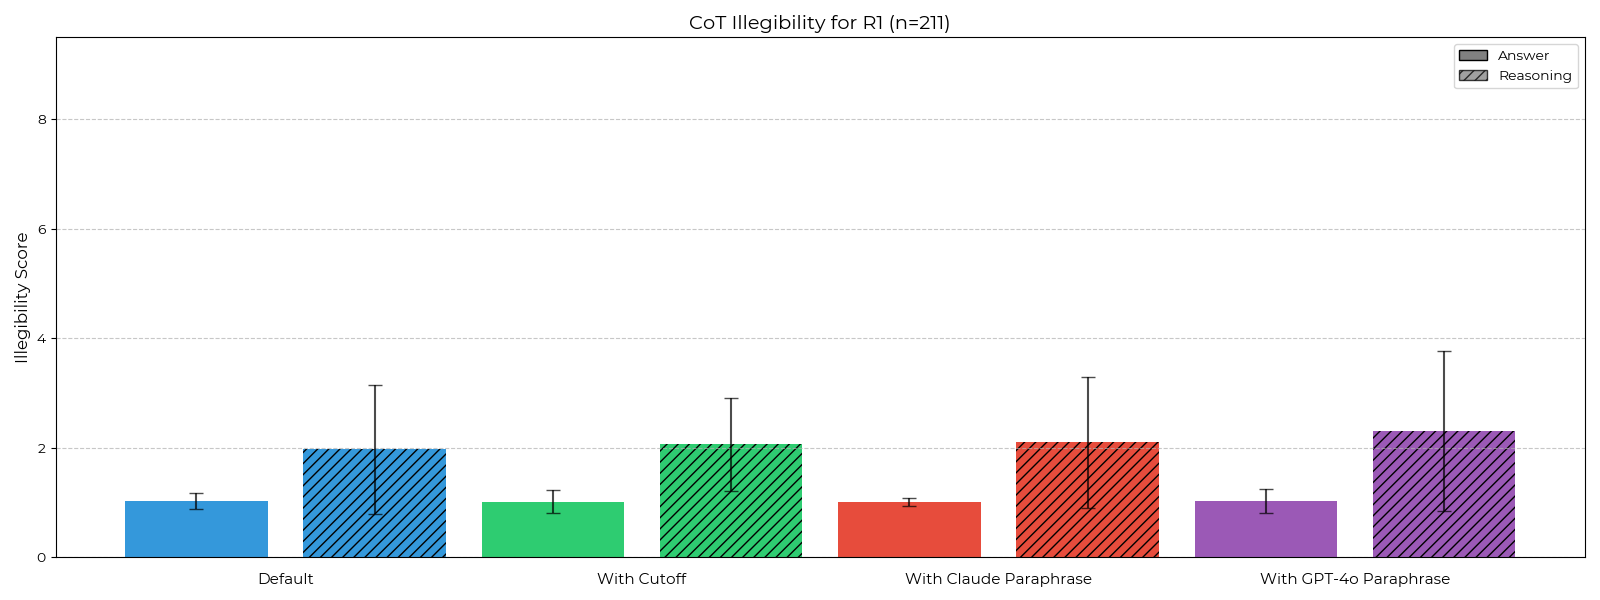 CoT Illegibility for R1 (n=211)
Answer
Reasoning
Illegibility Score
8
6
4
2
0
Default
With Cutoff
With Claude Paraphrase
With GPT-4o Paraphrase